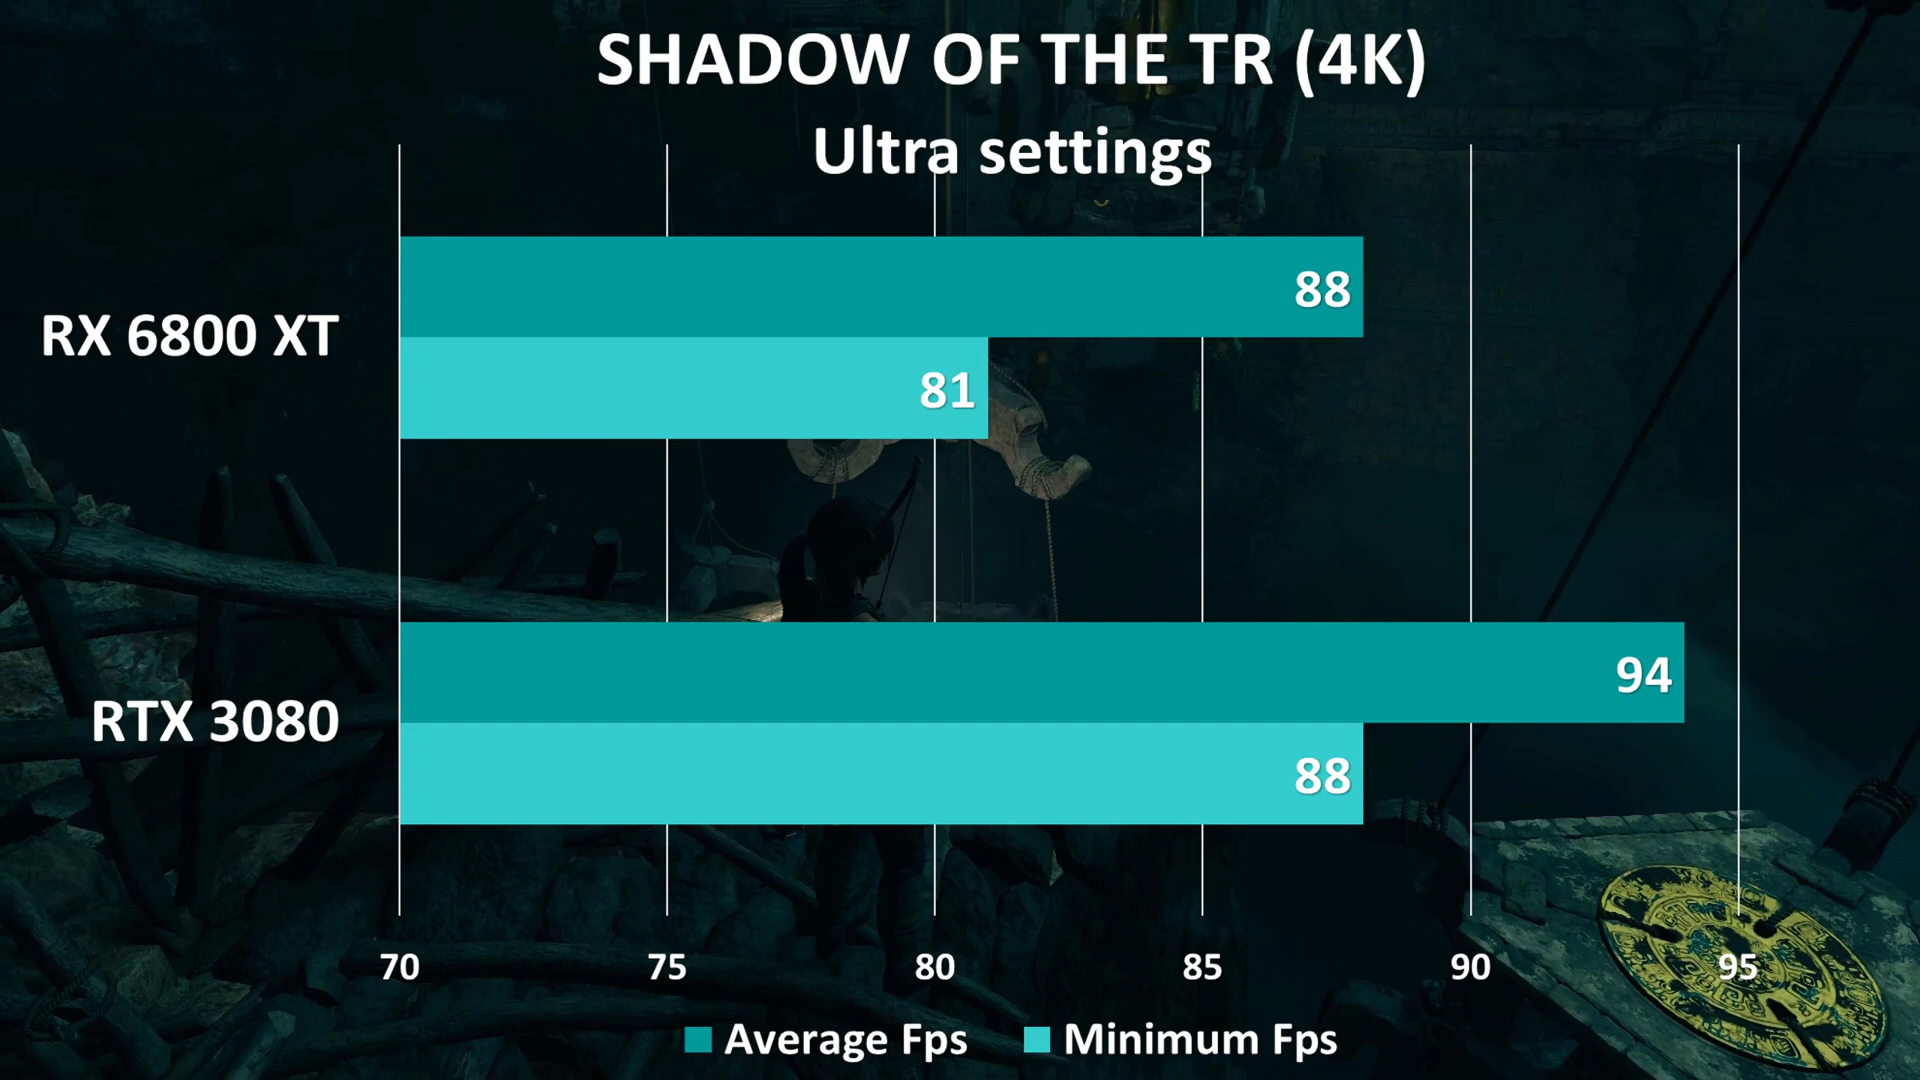 SHADOW OF THE TR (4K)
Ultra settings
RX 6800 XT
88
81
RTX 3080
94
88
70 75 80 85 90 95
Average Fps Minimum Fps